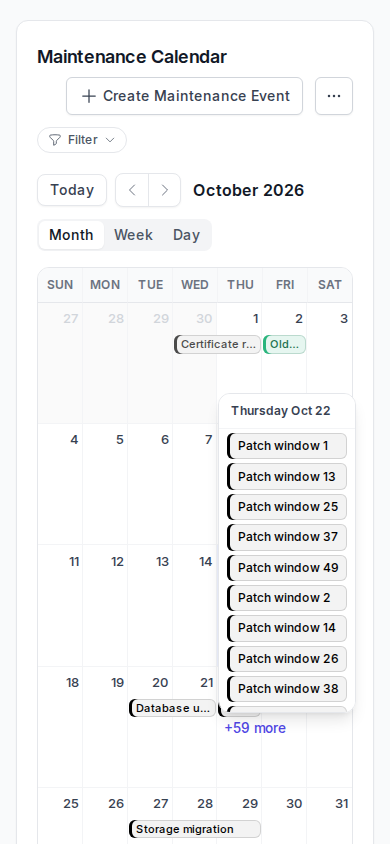 Maintenance Calendar
Create Maintenance Event
...
Filter
Today
October 2026
Month Week Day
SUN MON TUE WED THU FRI SAT
27 28 29 30 1 2 3
Certificate r... Old...
Thursday Oct 22
4 5 6 7
Patch window 1
Patch window 13
Patch window 25
Patch window 37
11 12 13 14
Patch window 49
Patch window 2
Patch window 14
Patch window 26
18 19 20 21
Patch window 38
Database u...
+59 more
25 26 27 28 29 30 31
Storage migration